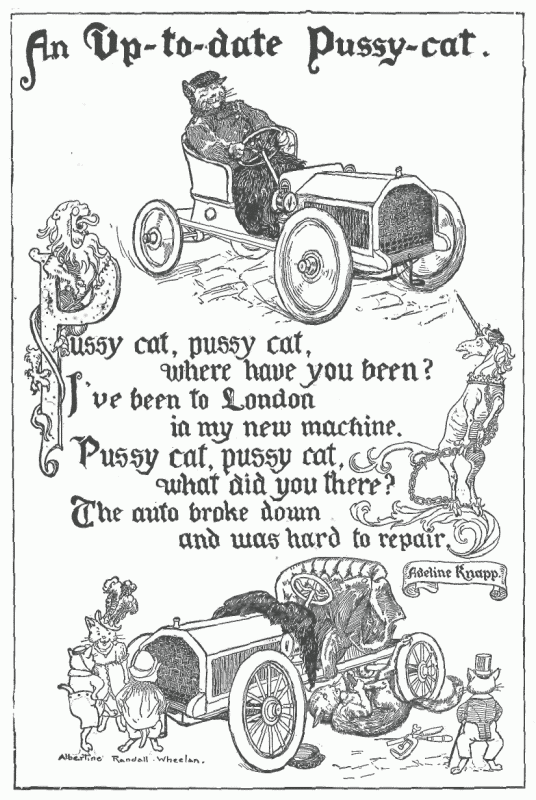 An Up-to-date Pussy-cat.
Pussy cat, pussy cat,
where have you been?
I've been to London
in my new machine.
Pussy cat, pussy cat,
what did you there?
The auto broke down
and was hard to repair.
Adeline Knapp.
Albertine Randall Wheelan.